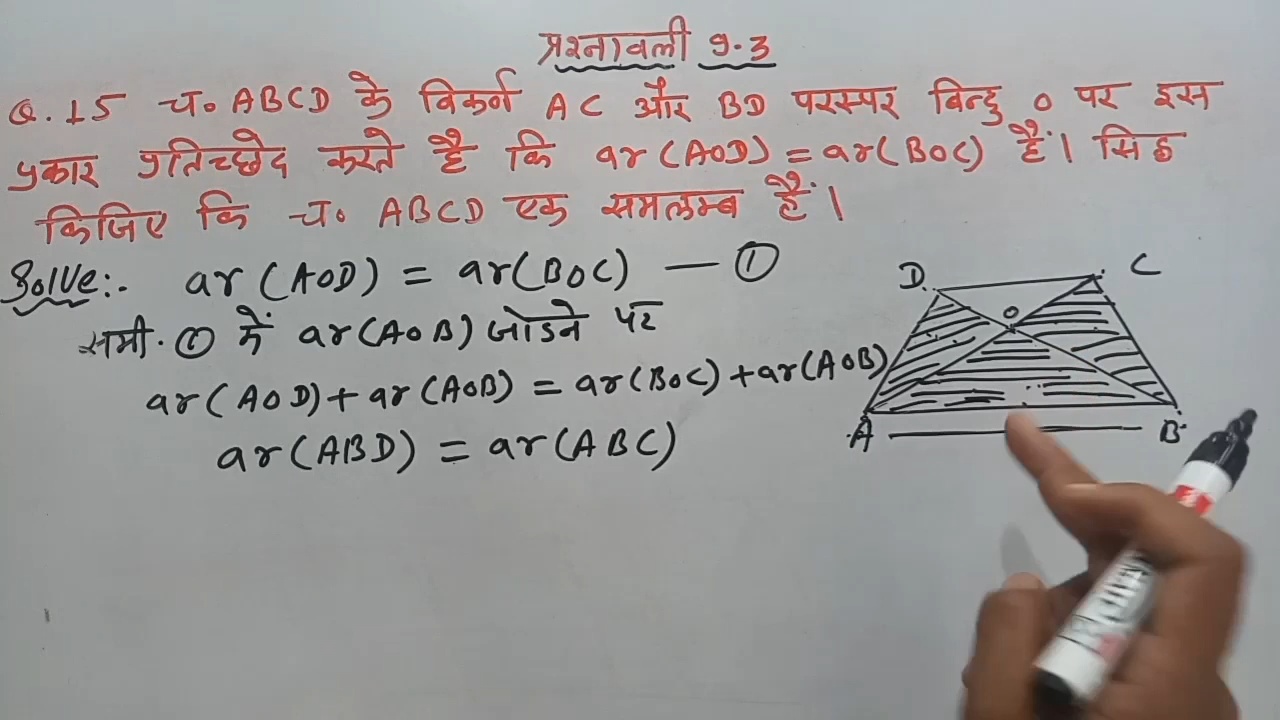 प्रश्नावली 9.3
Q.15 च० ABCD के विकर्ण AC और BD परस्पर बिन्दु O पर इस
प्रकार प्रतिच्छेद करते है कि ar(AOD) = ar(BOC) हैं। सिद्ध
किजिए कि च० ABCD एक समलम्ब हैं।
Solve:- ar(AOD) = ar(BOC) — ①
समी. ① में ar(AOB) जोडने पर
ar(AOD) + ar(AOB) = ar(BOC) + ar(AOB)
ar(ABD) = ar(ABC)
D C
O
A B